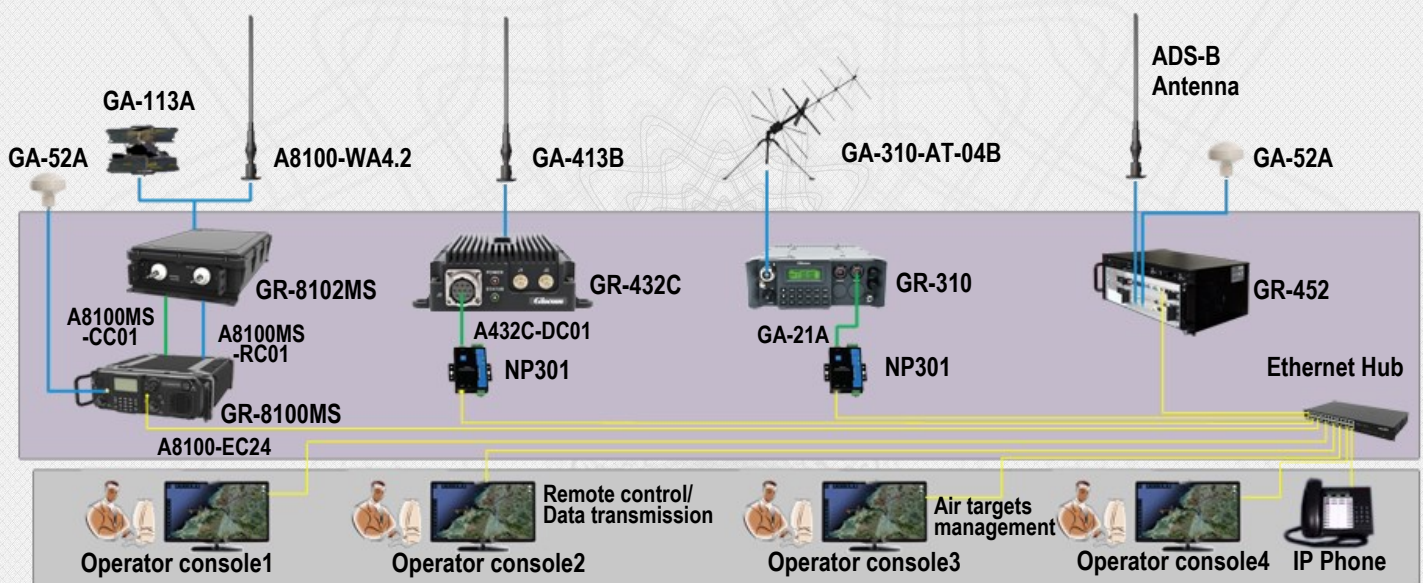 GA-52A
GA-113A
A8100-WA4.2
GA-413B
GA-310-AT-04B
ADS-B
Antenna
GA-52A
GR-8102MS
GR-432C
GR-310
GR-452
A8100MS
-CC01
A8100MS
-RC01
A432C-DC01
GA-21A
NP301
NP301
Ethernet Hub
GR-8100MS
A8100-EC24
POWER
STATUS
Operator console1
Remote control/
Data transmission
Operator console2
Air targets
management
Operator console3
Operator console4
IP Phone